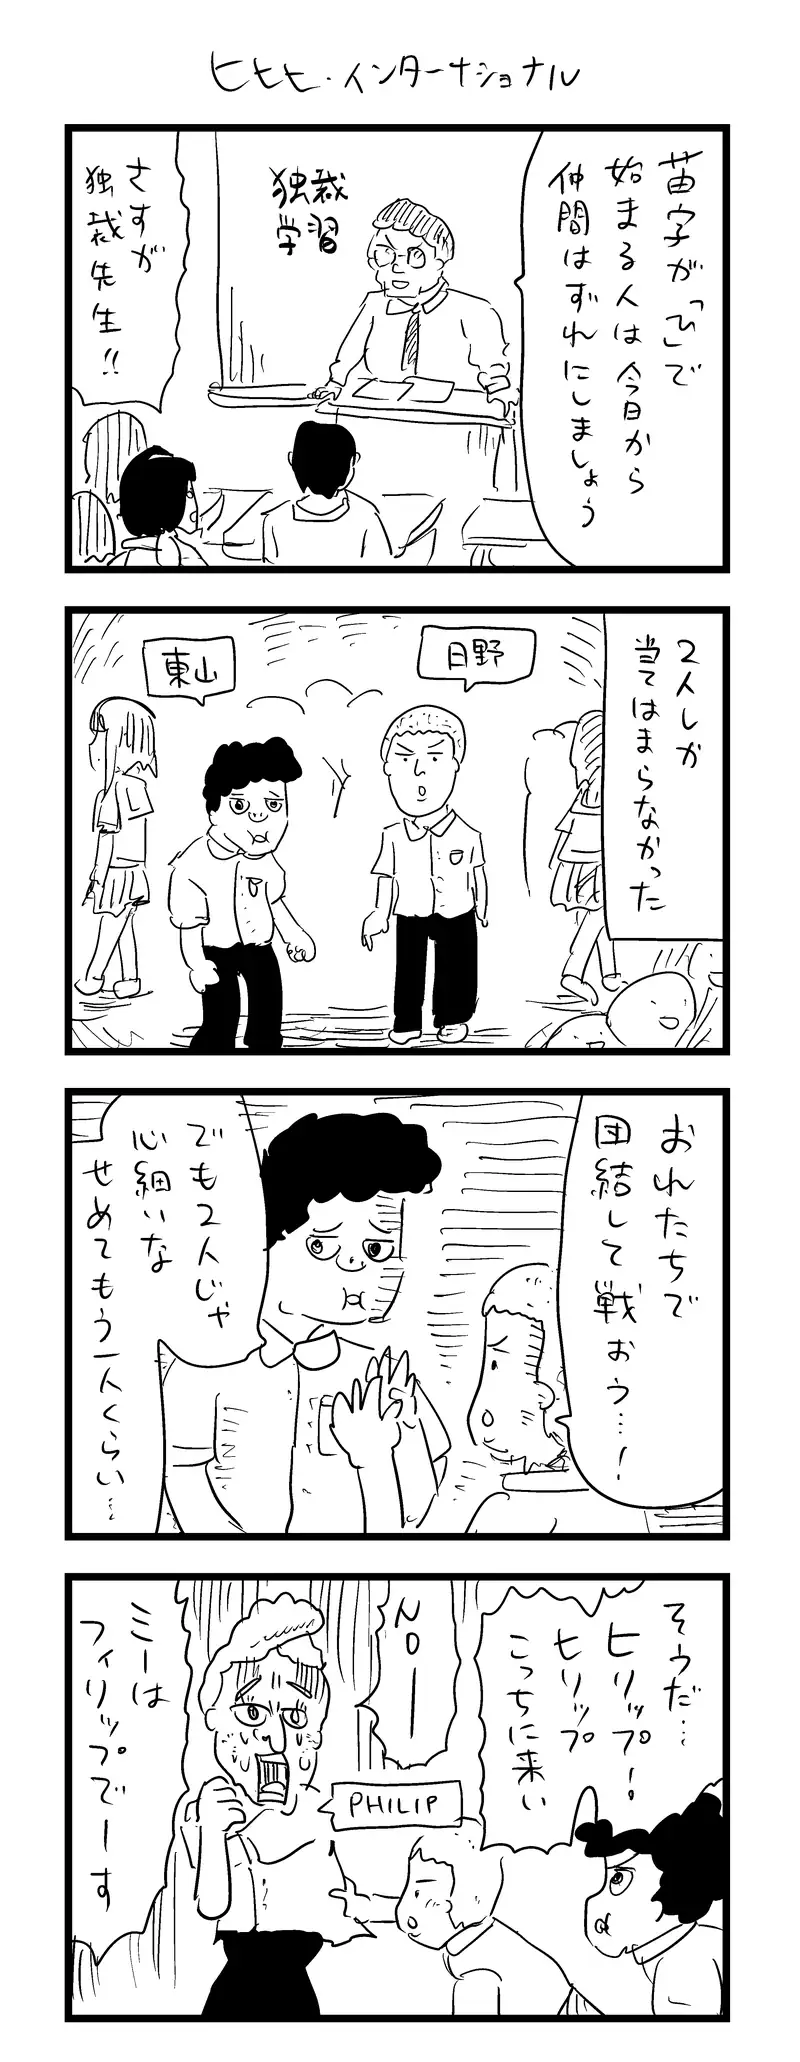 ヒヒヒ・インターナショナル
苗字が「ひ」で
始まる人は今日から
仲間はずれにしましょう
独裁
学習
さすが
独裁先生!!
2人しか
当てはまらなかった
日野
東山
おれたちで
団結して戦おう…!
でも2人じゃ
心細いな
せめてもう一人くらい…
そうだ…
ヒリップ!
ヒリップ
こっちに来い
NO——
PHILIP
ミーは
フィリップでーす